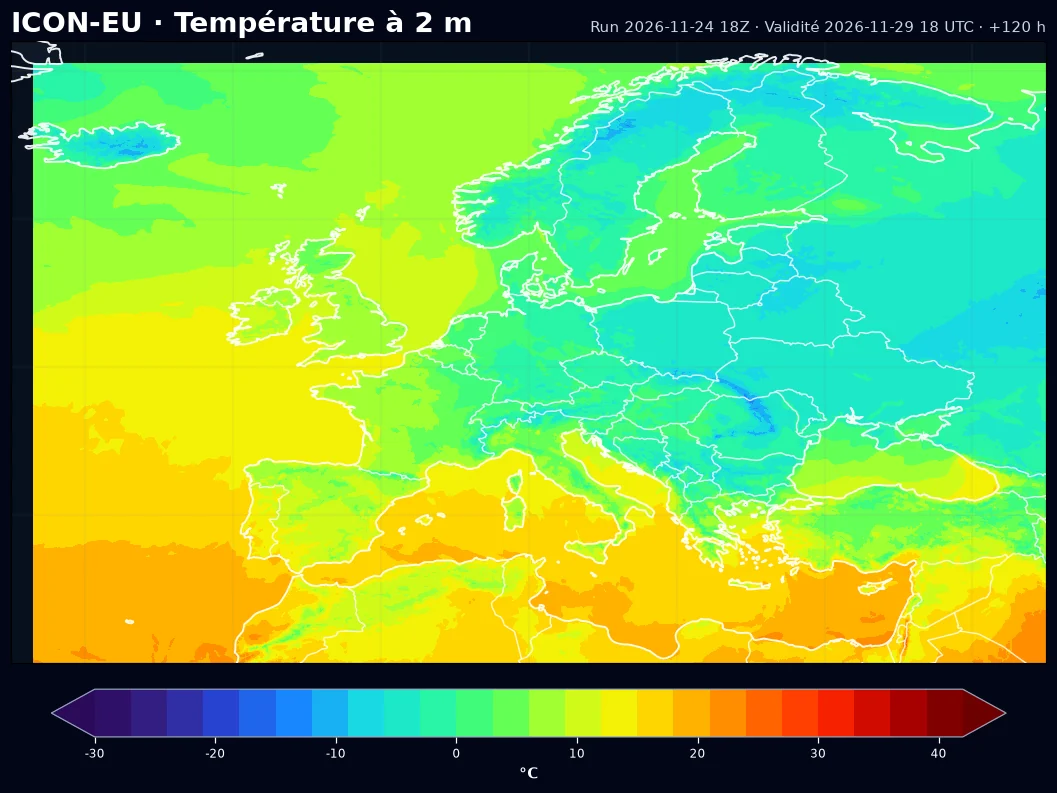 ICON-EU · Température à 2 m
Run 2026-11-24 18Z · Validité 2026-11-29 18 UTC · +120 h
-30 -20 -10 0 10 20 30 40
°C